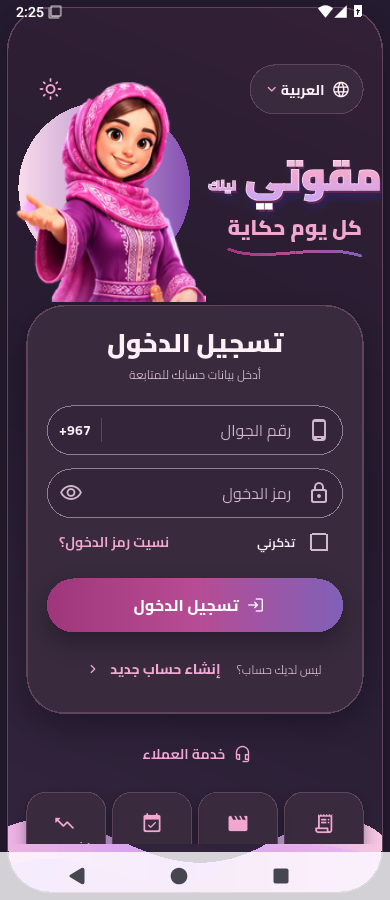 2:25
العربية
مقوتي ليك
كل يوم حكاية
تسجيل الدخول
أدخل بيانات حسابك للمتابعة
رقم الجوال +967
رمز الدخول
تذكرني نسيت رمز الدخول؟
تسجيل الدخول
ليس لديك حساب؟ إنشاء حساب جديد
خدمة العملاء